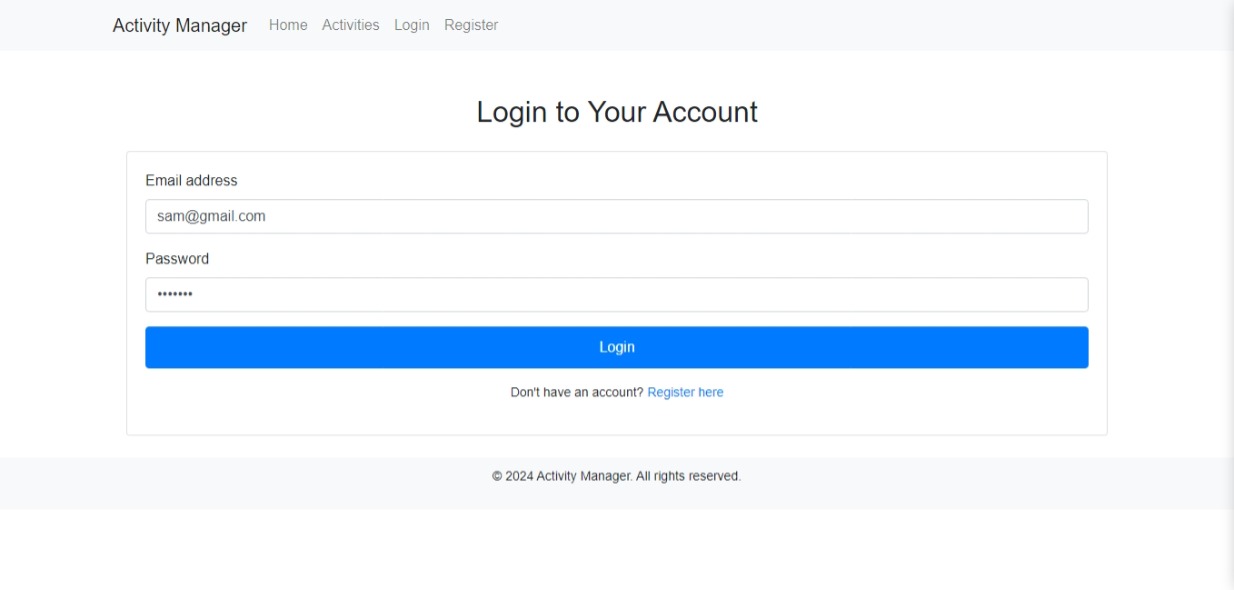 Activity Manager Home Activities Login Register
Login to Your Account
Email address
sam@gmail.com
Password
•••••••
Login
Don't have an account? Register here
© 2024 Activity Manager. All rights reserved.